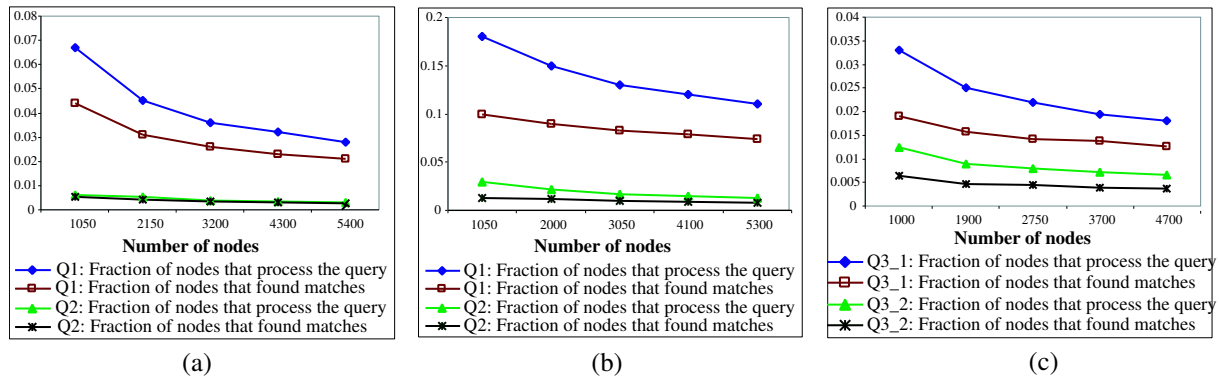 0.08
0.07
0.06
0.05
0.04
0.03
0.02
0.01
0
1050 2150 3200 4300 5400
Number of nodes
Q1: Fraction of nodes that process the query
Q1: Fraction of nodes that found matches
Q2: Fraction of nodes that process the query
Q2: Fraction of nodes that found matches
(a)
0.2
0.15
0.1
0.05
0
1050 2000 3050 4100 5300
Number of nodes
Q1: Fraction of nodes that process the query
Q1: Fraction of nodes that found matches
Q2: Fraction of nodes that process the query
Q2: Fraction of nodes that found matches
(b)
0.04
0.035
0.03
0.025
0.02
0.015
0.01
0.005
0
1000 1900 2750 3700 4700
Number of nodes
Q3_1: Fraction of nodes that process the query
Q3_1: Fraction of nodes that found matches
Q3_2: Fraction of nodes that process the query
Q3_2: Fraction of nodes that found matches
(c)